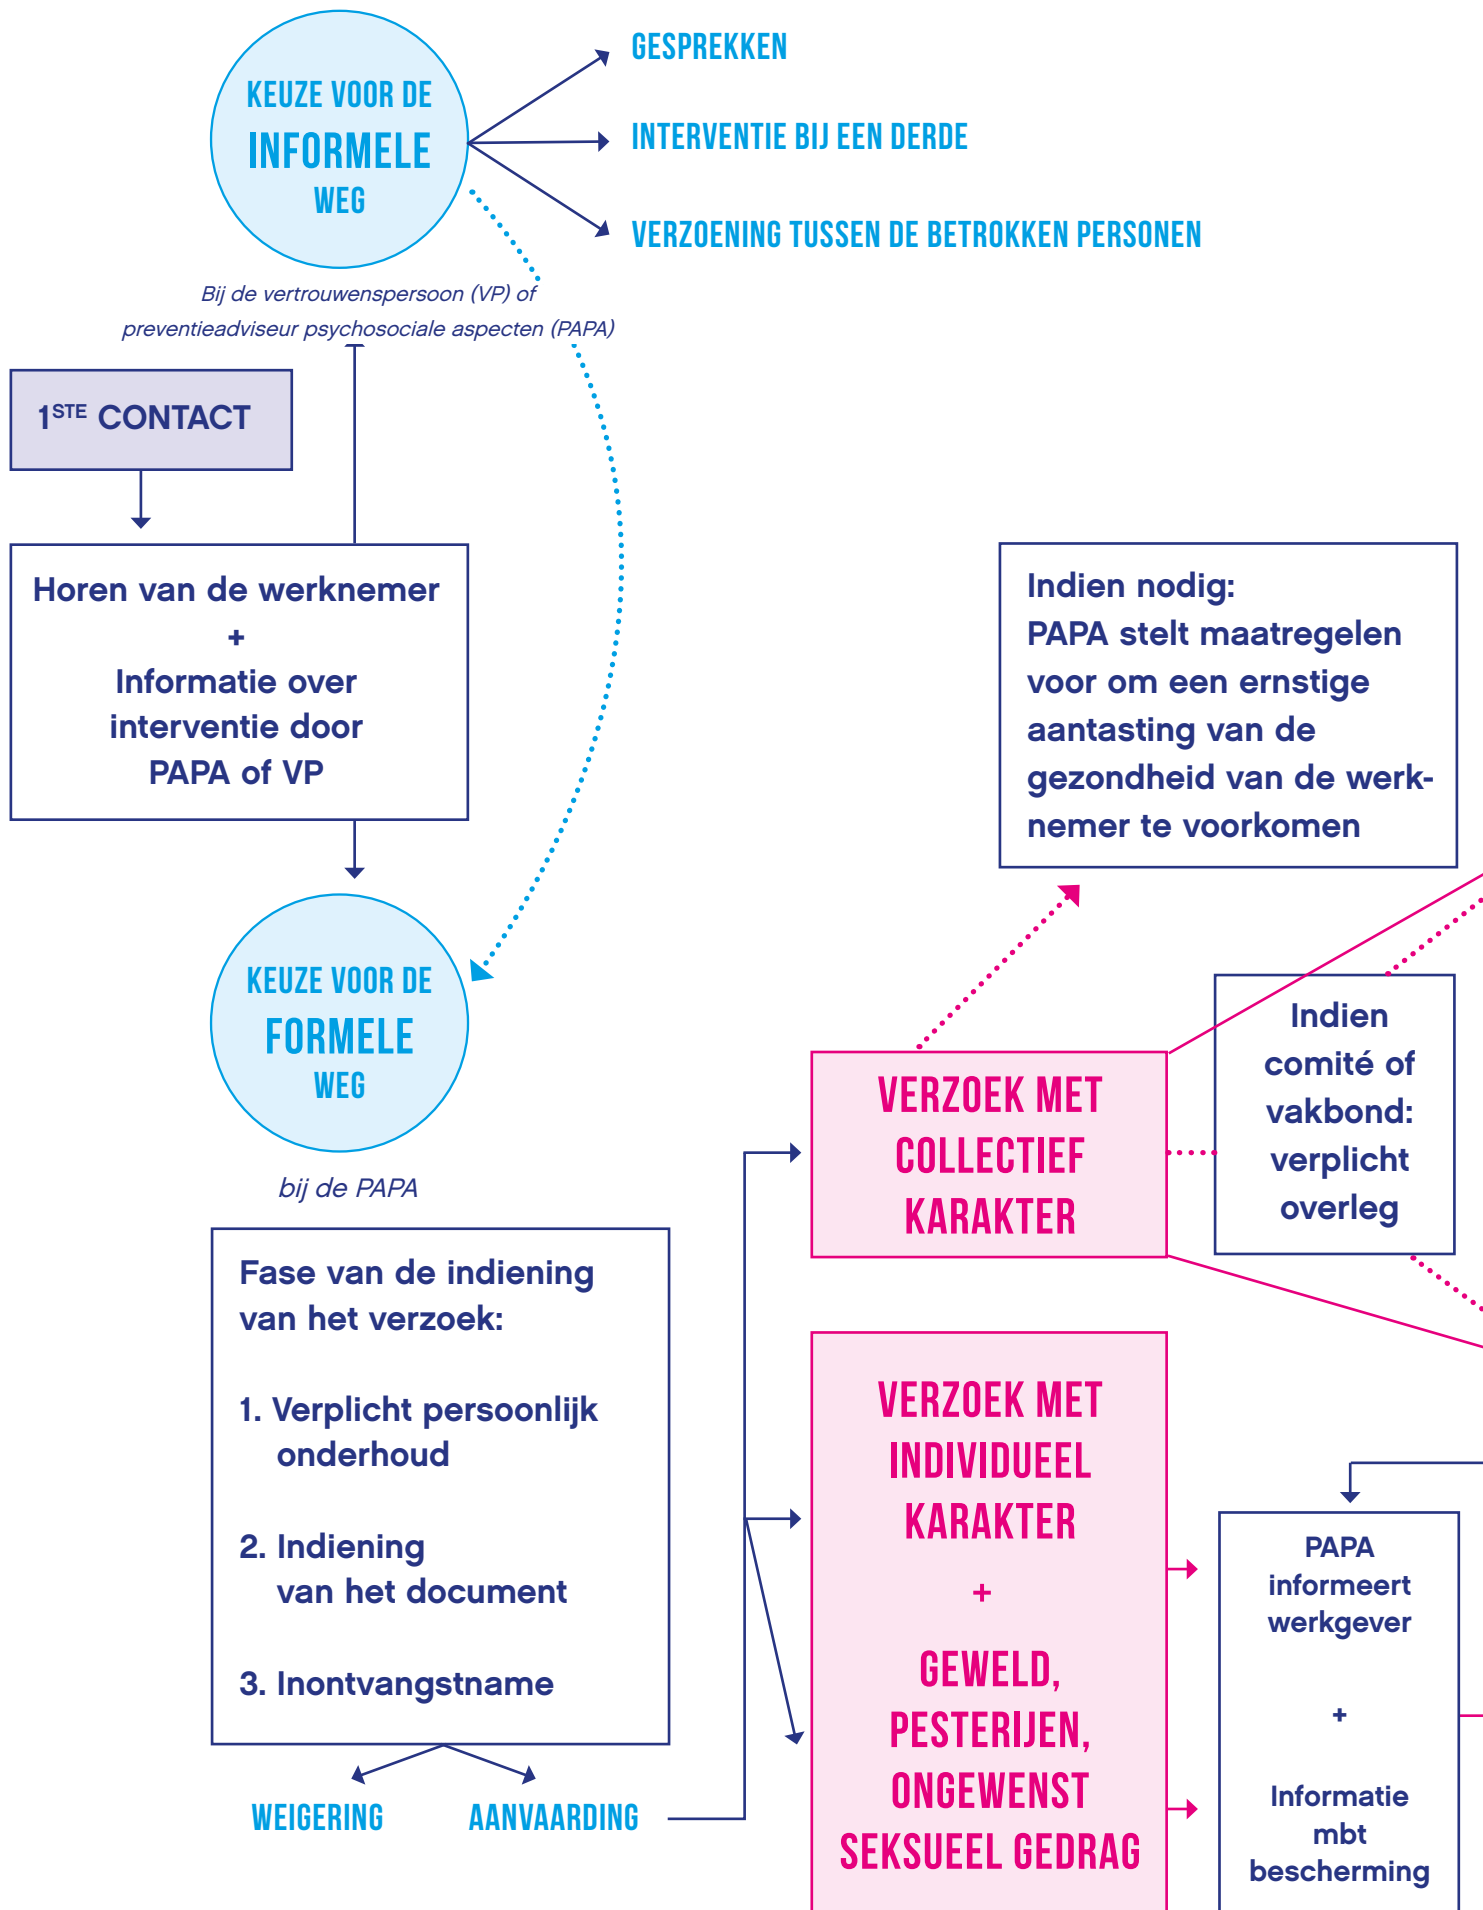 KEUZE VOOR DE
INFORMELE
WEG
GESPREKKEN
INTERVENTIE BIJ EEN DERDE
VERZOENING TUSSEN DE BETROKKEN PERSONEN
Bij de vertrouwenspersoon (VP) of
preventieadviseur psychosociale aspecten (PAPA)
1STE CONTACT
Horen van de werknemer
+
Informatie over
interventie door
PAPA of VP
KEUZE VOOR DE
FORMELE
WEG
bij de PAPA
Fase van de indiening
van het verzoek:
1. Verplicht persoonlijk
onderhoud
2. Indiening
van het document
3. Inontvangstname
WEIGERING
AANVAARDING
Indien nodig:
PAPA stelt maatregelen
voor om een ernstige
aantasting van de
gezondheid van de werk-
nemer te voorkomen
VERZOEK MET
COLLECTIEF
KARAKTER
Indien
comité of
vakbond:
verplicht
overleg
VERZOEK MET
INDIVIDUEEL
KARAKTER
+
GEWELD,
PESTERIJEN,
ONGEWENST
SEKSUEEL GEDRAG
PAPA
informeert
werkgever
+
Informatie
mbt
bescherming